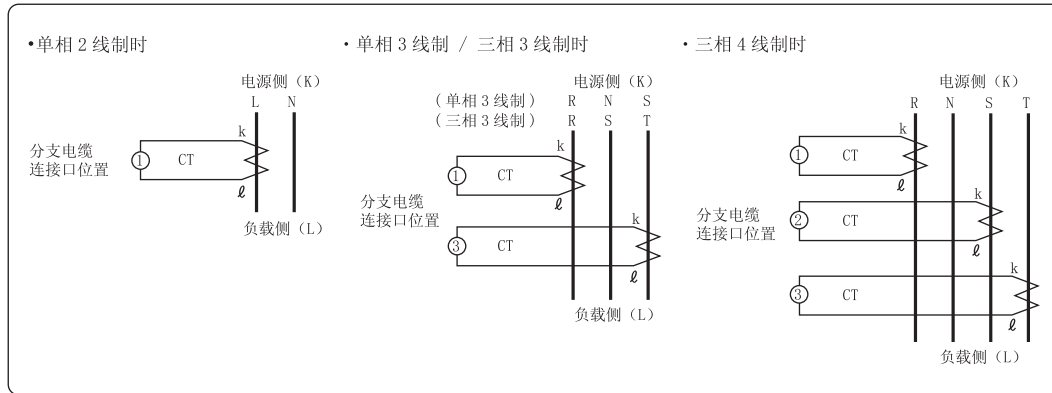 •单相2线制时
电源侧（K）
L N
k
① CT
分支电缆
连接口位置
ℓ
负载侧（L）
・单相3线制 / 三相3线制时
电源侧（K）
(单相3线制) R N S
(三相3线制) R S T
k
① CT
ℓ
分支电缆
连接口位置
k
③ CT
ℓ
负载侧（L）
・三相4线制时
电源侧（K）
R N S T
k
① CT
ℓ
k
分支电缆
连接口位置
② CT
ℓ
k
③ CT
ℓ
负载侧（L）